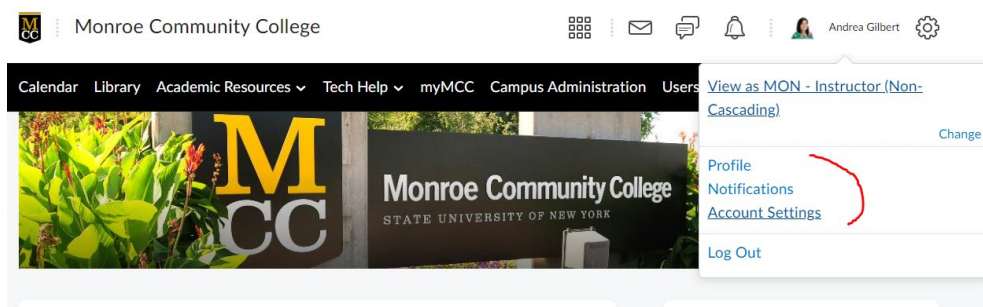 MCC
Monroe Community College
Andrea Gilbert
Calendar Library Academic Resources Tech Help myMCC Campus Administration Users
View as MON - Instructor (Non-
Cascading)
Change
Profile
Notifications
Account Settings
Log Out
M
CC
Monroe Community College
STATE UNIVERSITY OF NEW YORK